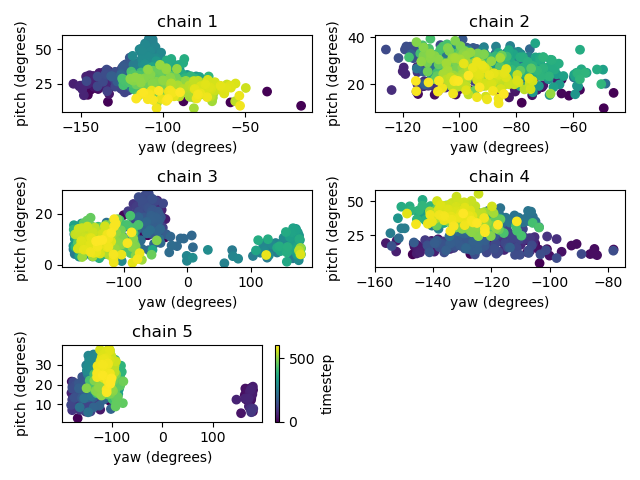 chain 1
pitch (degrees)
50
25
−150
−100
−50
yaw (degrees)
chain 2
pitch (degrees)
40
20
−120
−100
−80
−60
yaw (degrees)
chain 3
pitch (degrees)
20
0
−100
0
100
yaw (degrees)
chain 4
pitch (degrees)
50
25
−160
−140
−120
−100
−80
yaw (degrees)
chain 5
pitch (degrees)
30
20
10
−100
0
100
yaw (degrees)
500
0
timestep